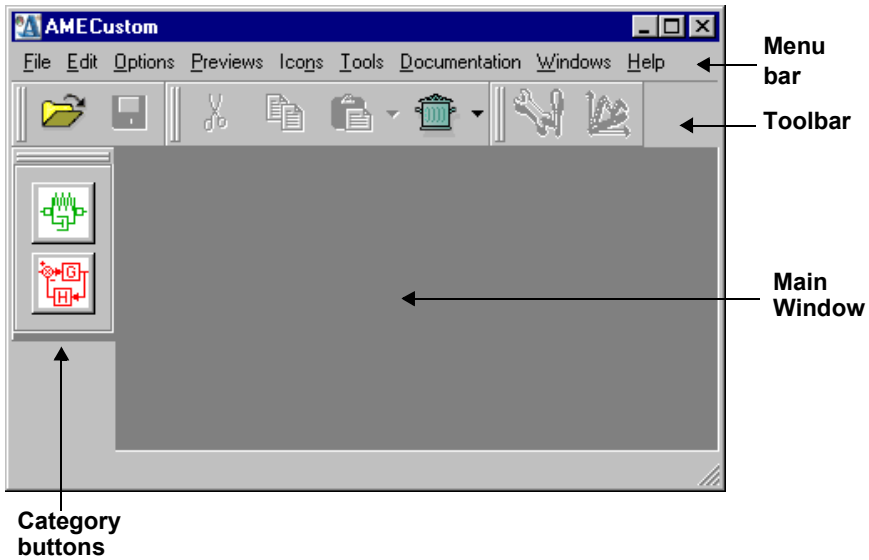 AMECustom
File Edit Options Previews Icons Tools Documentation Windows Help
Menu
bar
Toolbar
G
H
Main
Window
Category
buttons